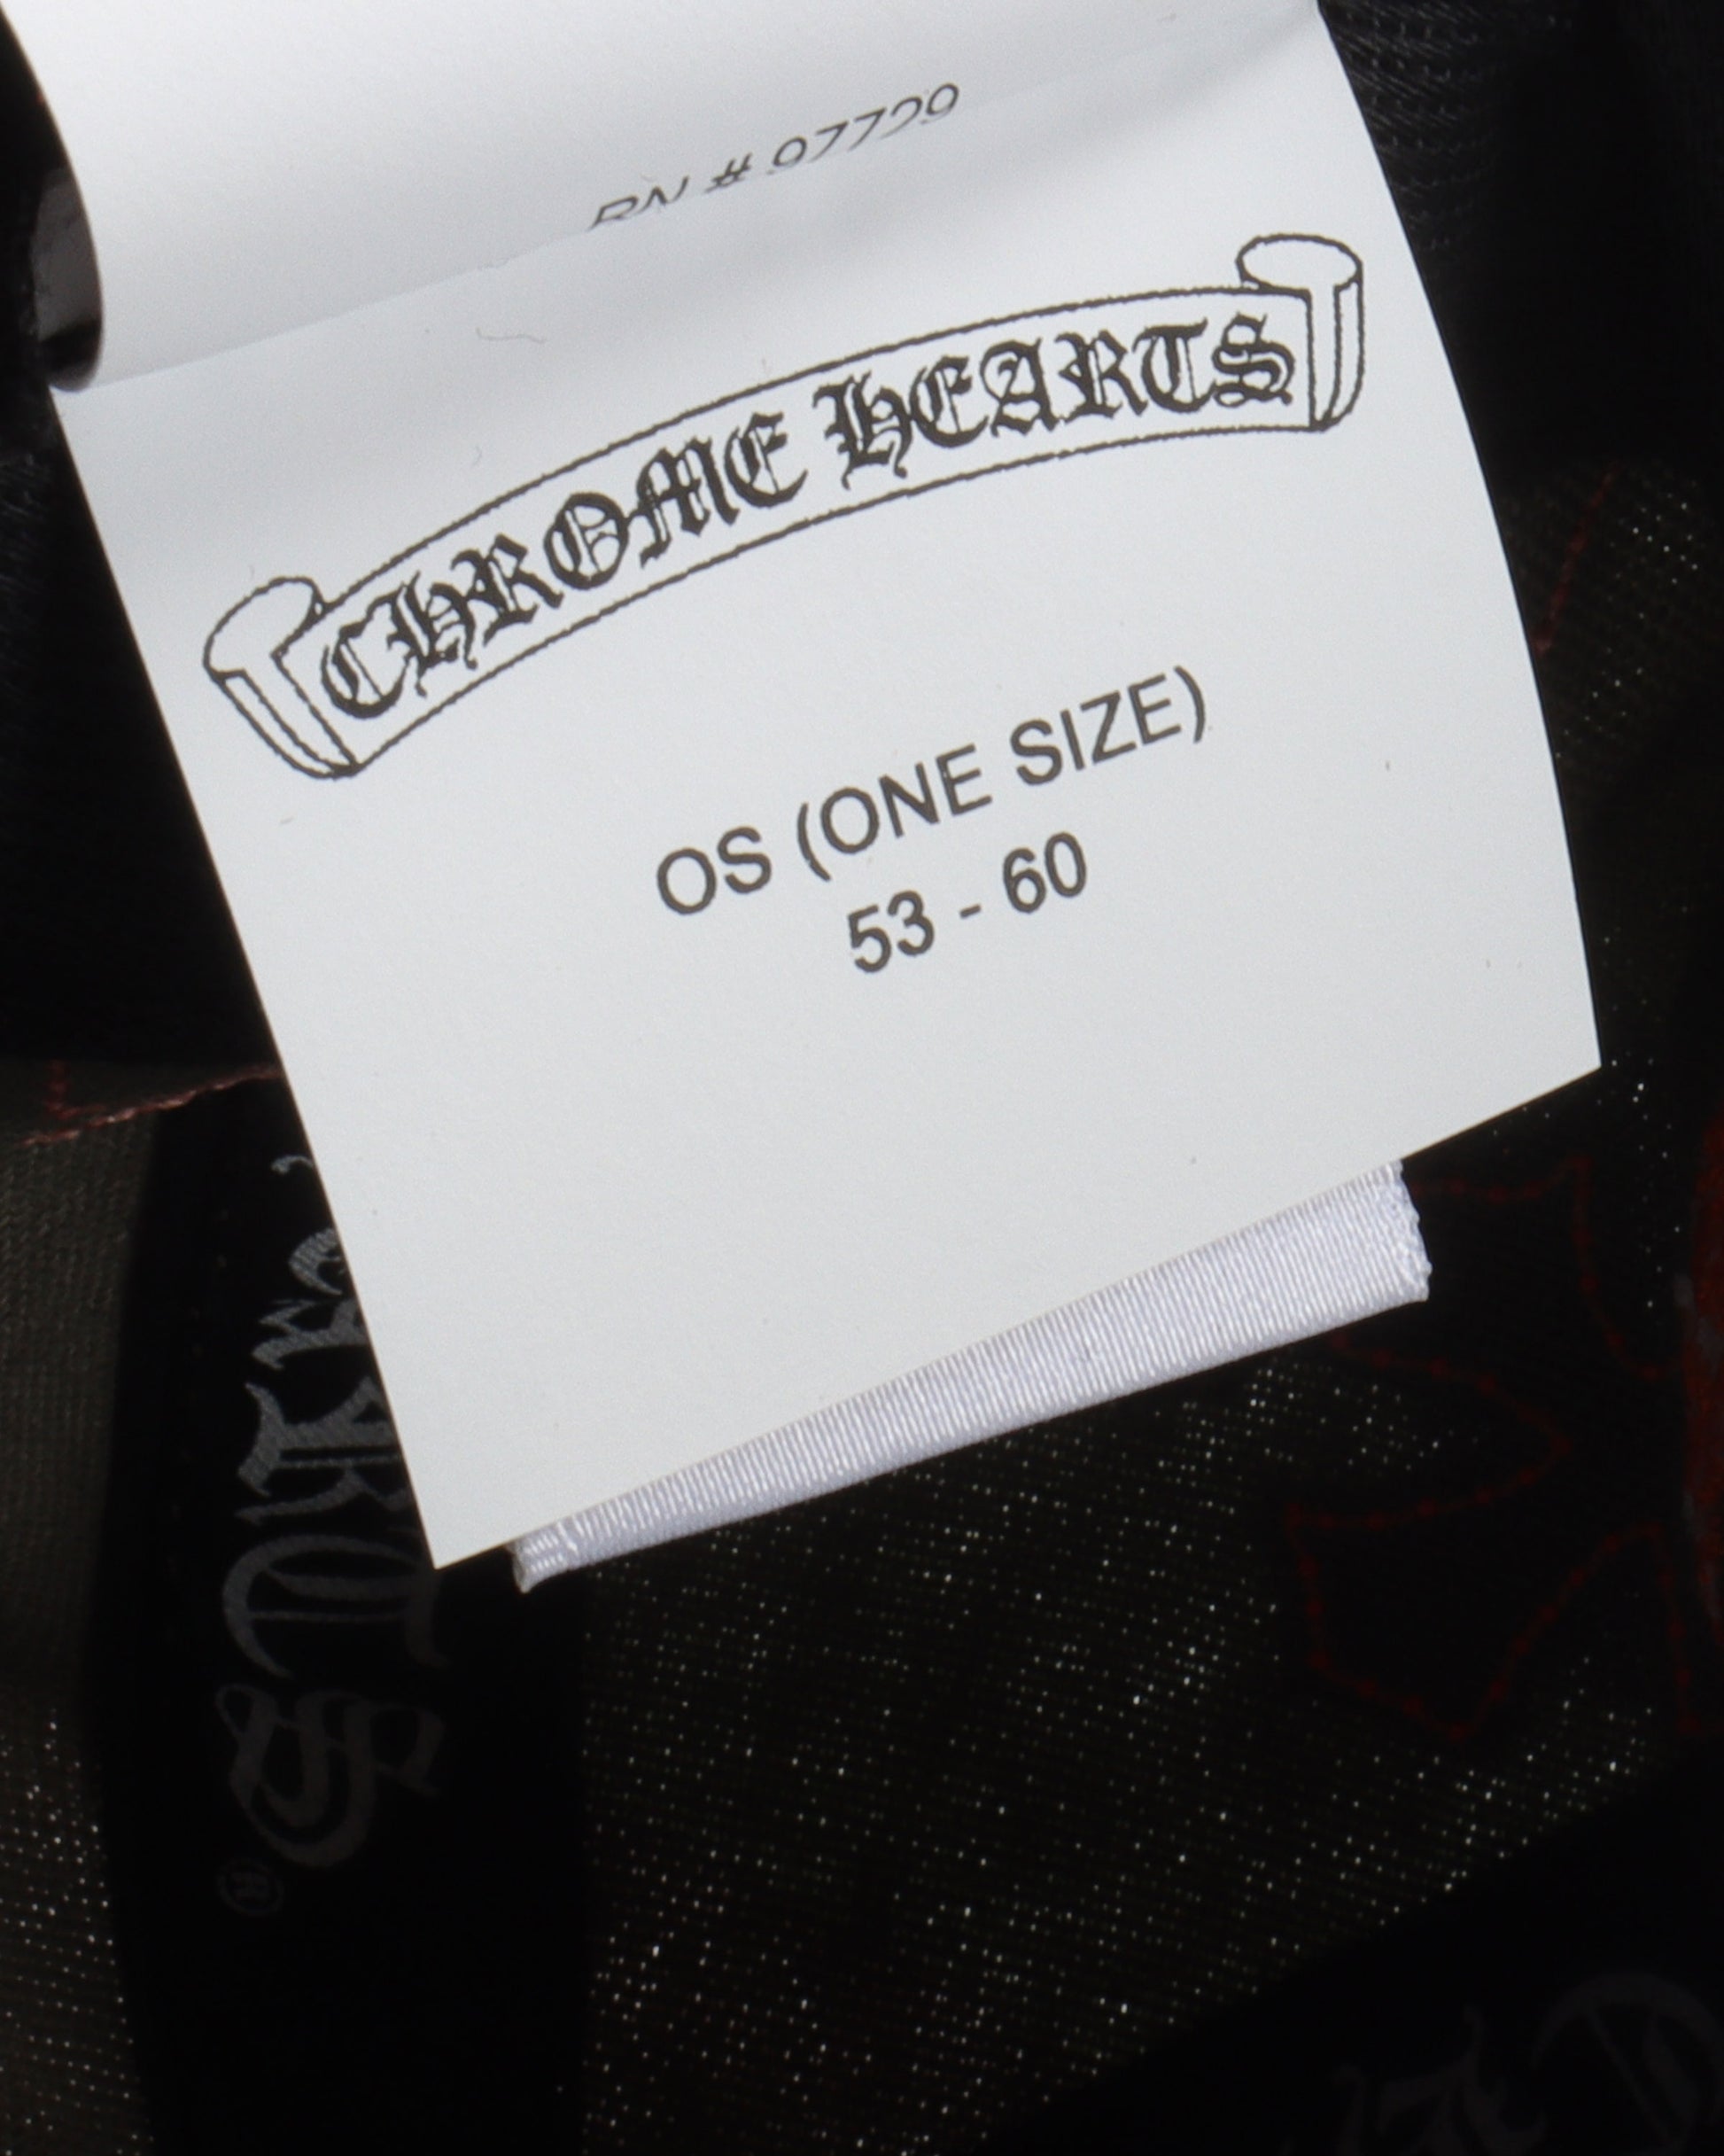 RN # 97729
CHROME HEARTS
OS (ONE SIZE)
53 - 60